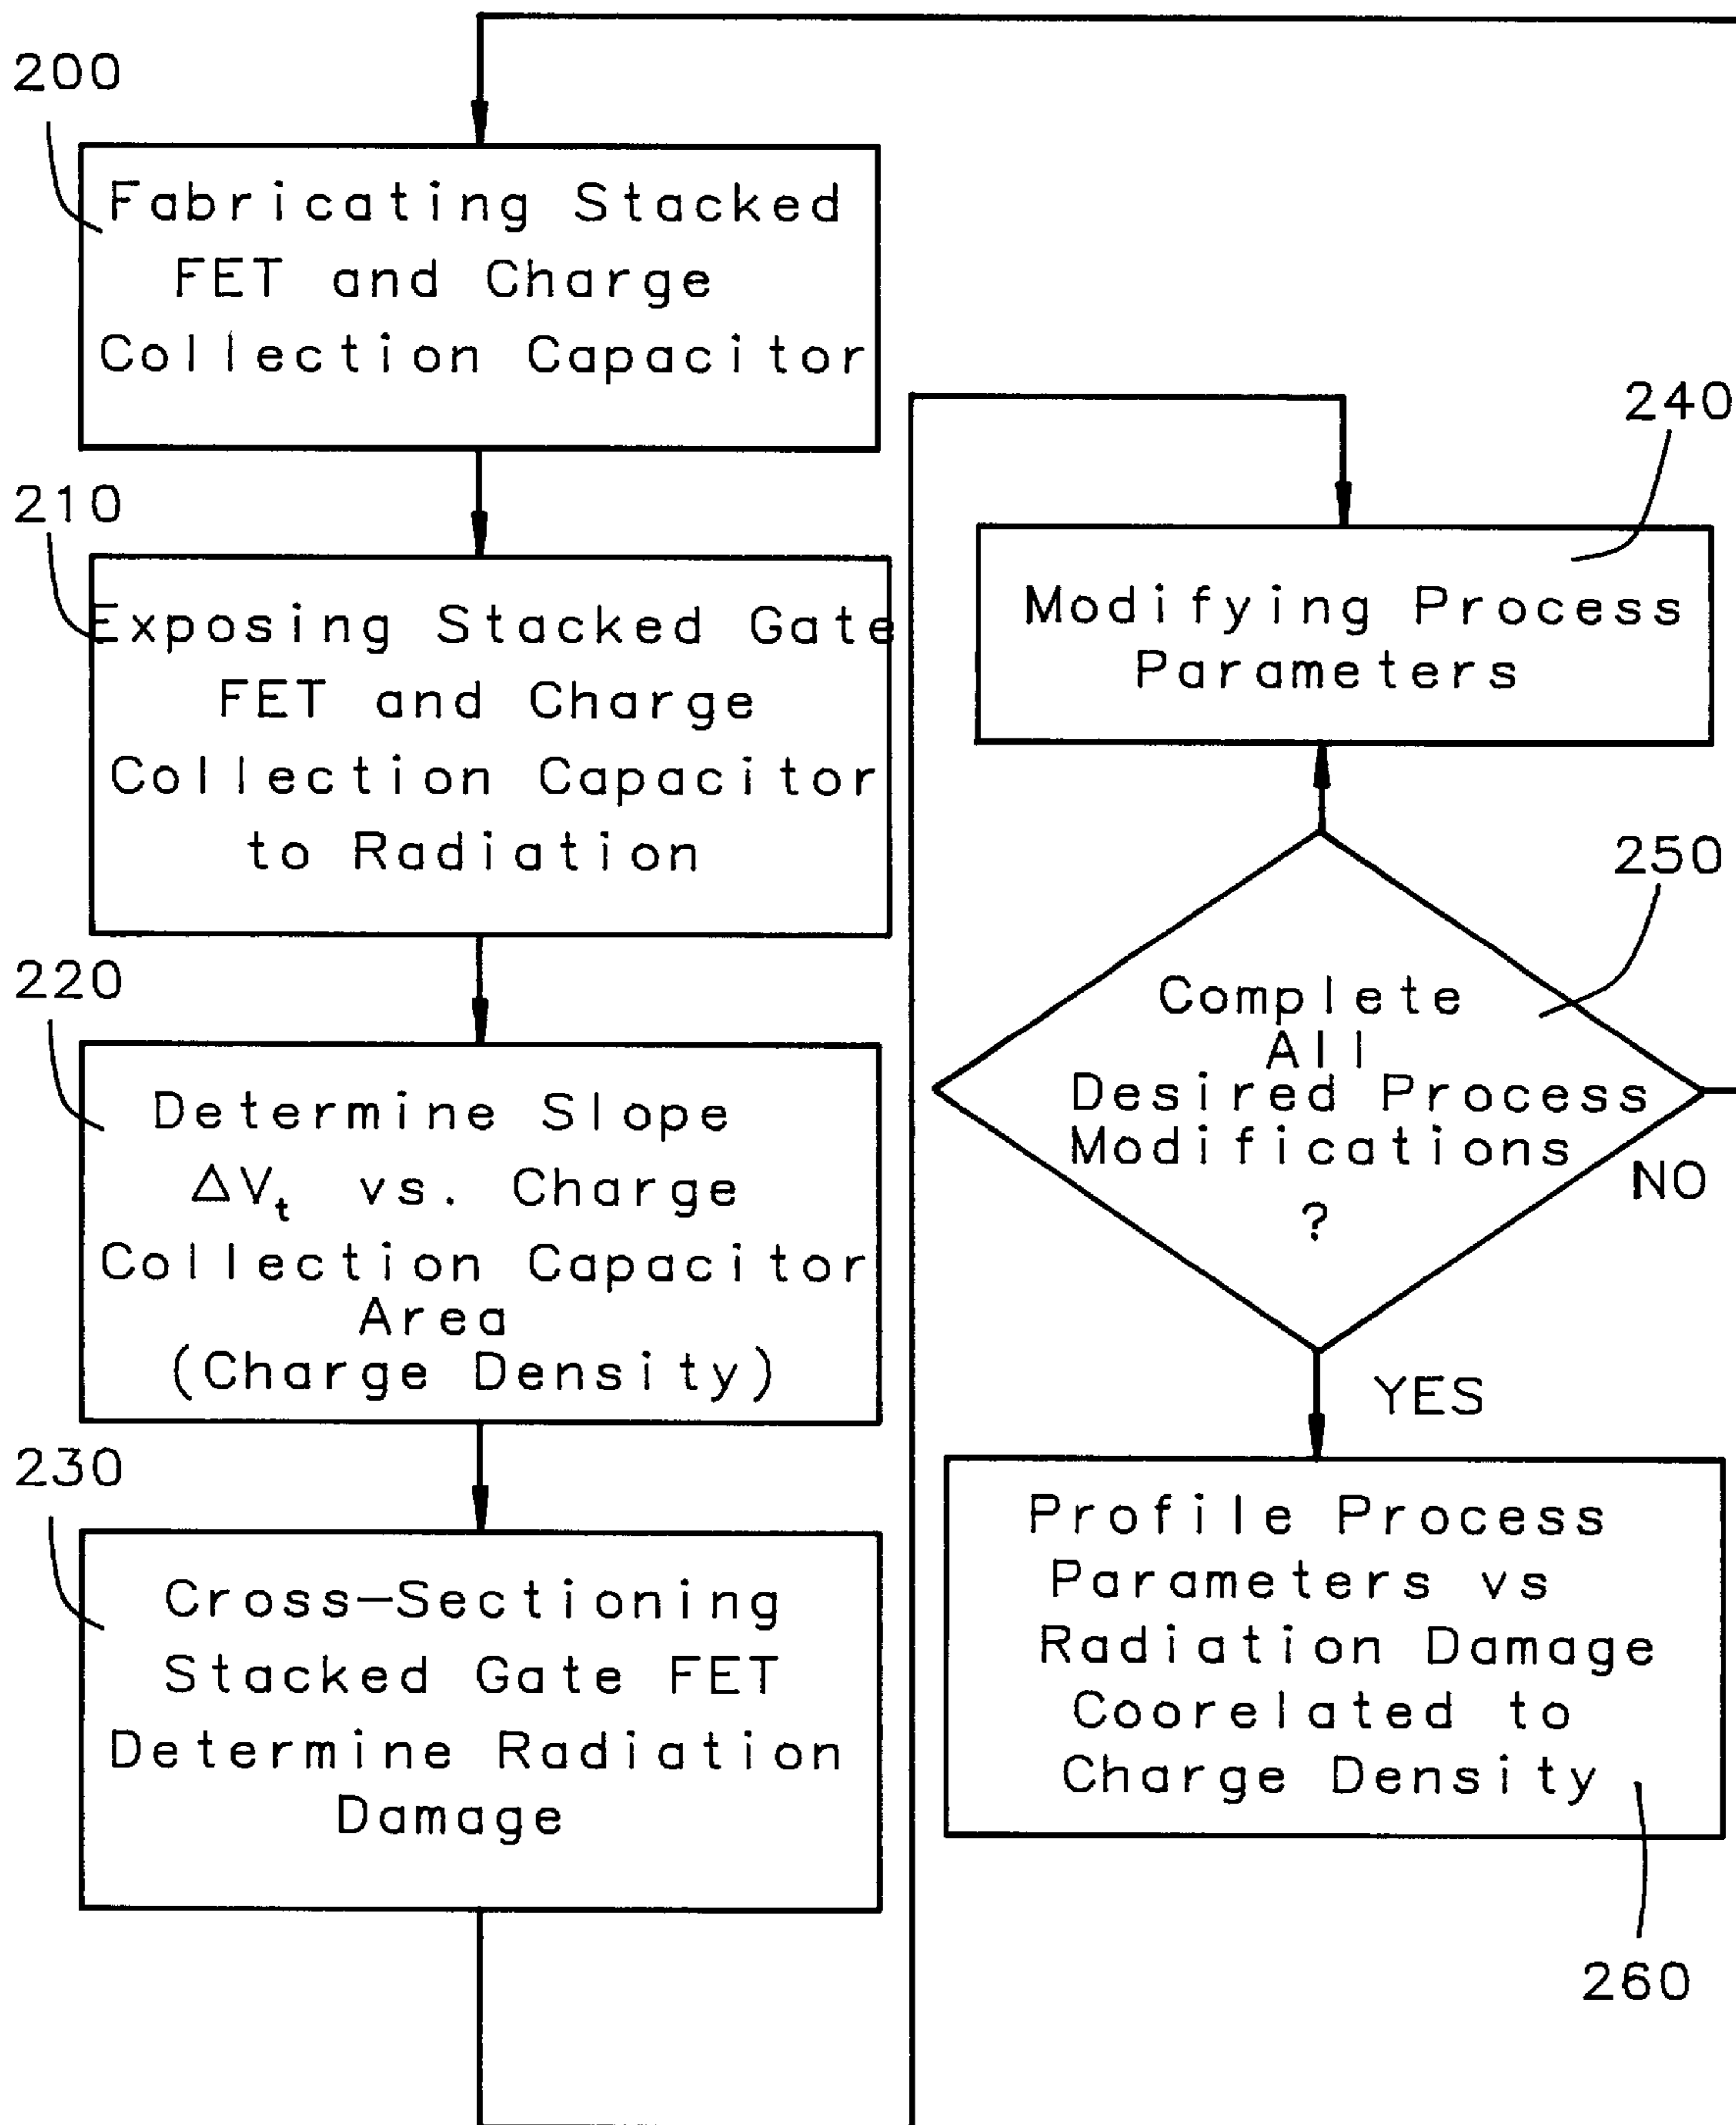 200
Fabricating Stacked
FET and Charge
Collection Capacitor
210
Exposing Stacked Gate
FET and Charge
Collection Capacitor
to Radiation
220
Determine Slope
ΔVₜ vs. Charge
Collection Capacitor
Area
(Charge Density)
230
Cross-Sectioning
Stacked Gate FET
Determine Radiation
Damage
240
Modifying Process
Parameters
250
Complete
All
Desired Process
Modifications
?
NO
YES
Profile Process
Parameters vs
Radiation Damage
Coorelated to
Charge Density
260